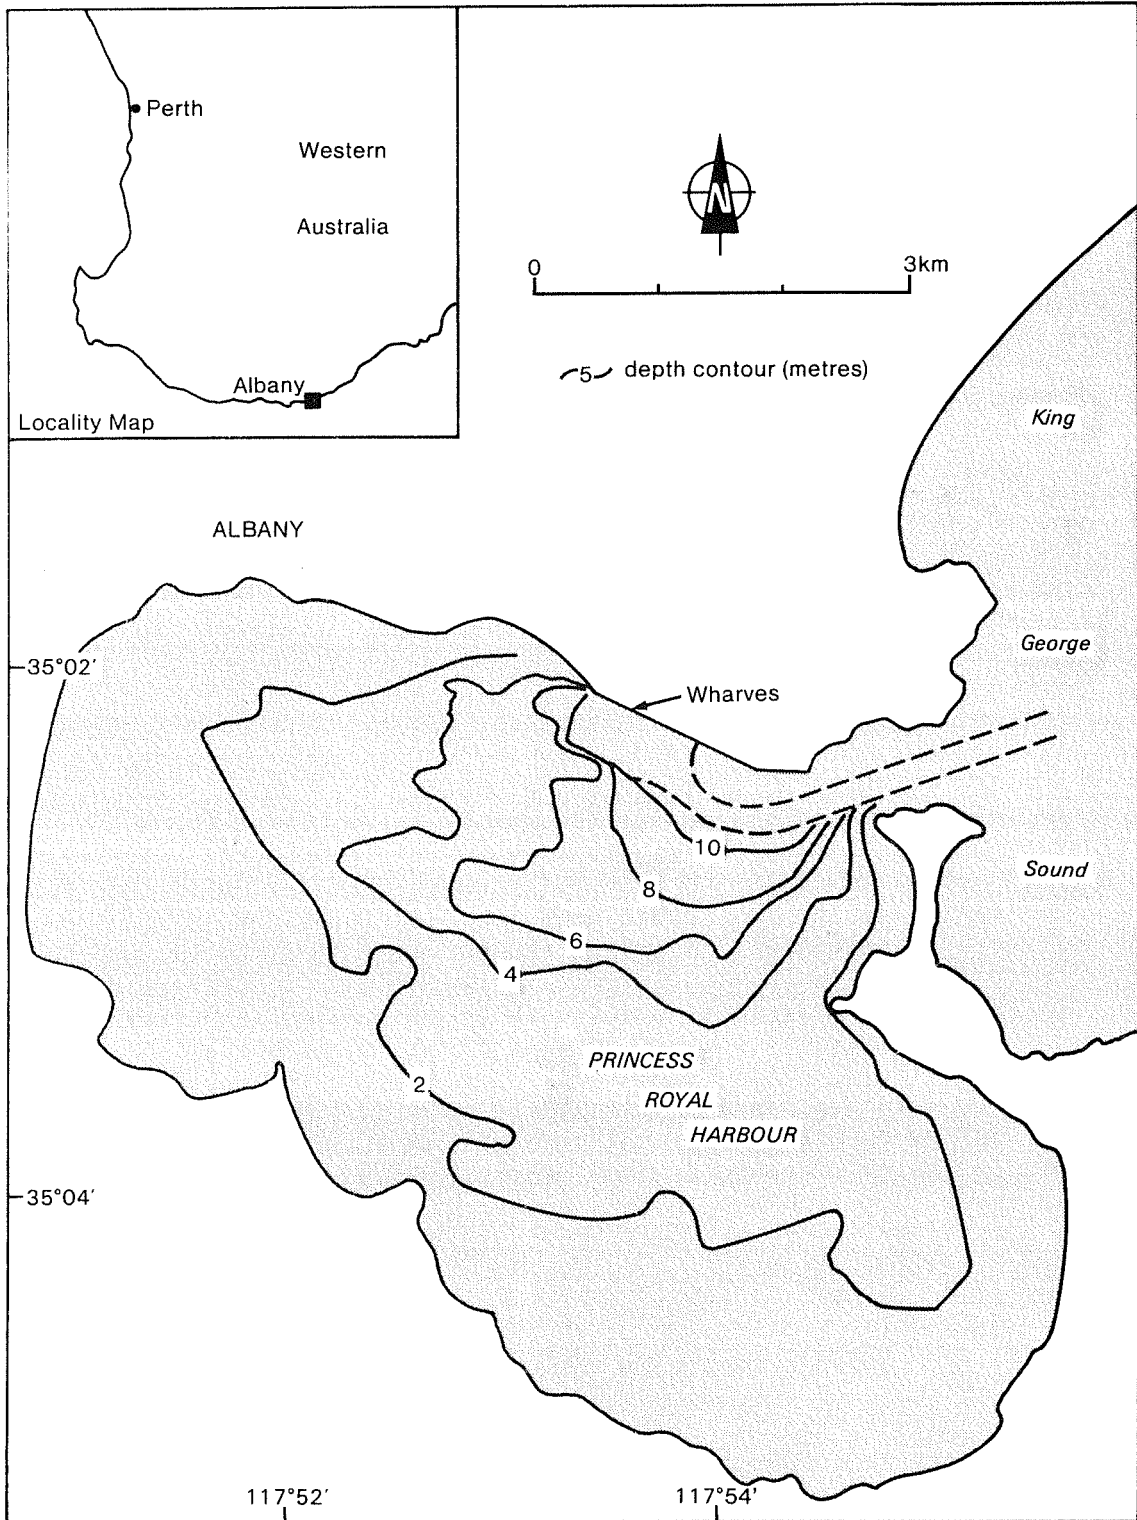 Perth
Western
Australia
Albany
Locality Map
N
0
3km
5
depth contour (metres)
King
ALBANY
George
35°02'
Wharves
10
Sound
8
6
4
PRINCESS
2
ROYAL
HARBOUR
35°04'
117°52'
117°54'